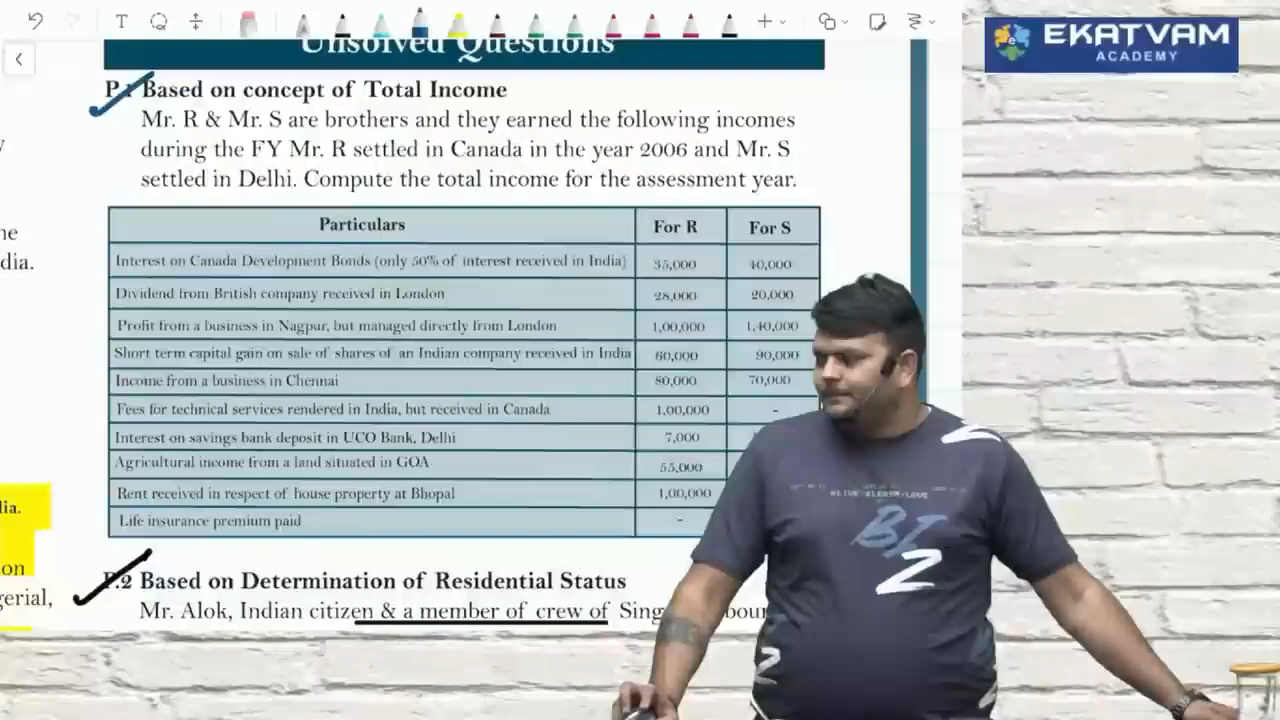 EKATVAM
ACADEMY
Unsolved Questions
Based on concept of Total Income
Mr. R & Mr. S are brothers and they earned the following incomes
during the FY Mr. R settled in Canada in the year 2006 and Mr. S
settled in Delhi. Compute the total income for the assessment year.
Particulars For R For S
Interest on Canada Development Bonds (only 50% of interest received in India) 35,000 40,000
Dividend from British company received in London 28,000 20,000
Profit from a business in Nagpur, but managed directly from London 1,00,000 1,40,000
Short term capital gain on sale of shares of an Indian company received in India 60,000 90,000
Income from a business in Chennai 80,000 70,000
Fees for technical services rendered in India, but received in Canada 1,00,000 -
Interest on savings bank deposit in UCO Bank, Delhi 7,000
Agricultural income from a land situated in GOA 55,000
Rent received in respect of house property at Bhopal 1,00,000
Life insurance premium paid -
.2 Based on Determination of Residential Status
Mr. Alok, Indian citizen & a member of crew of
dia.
lia.
on
gerial,
#LIVE LOVE